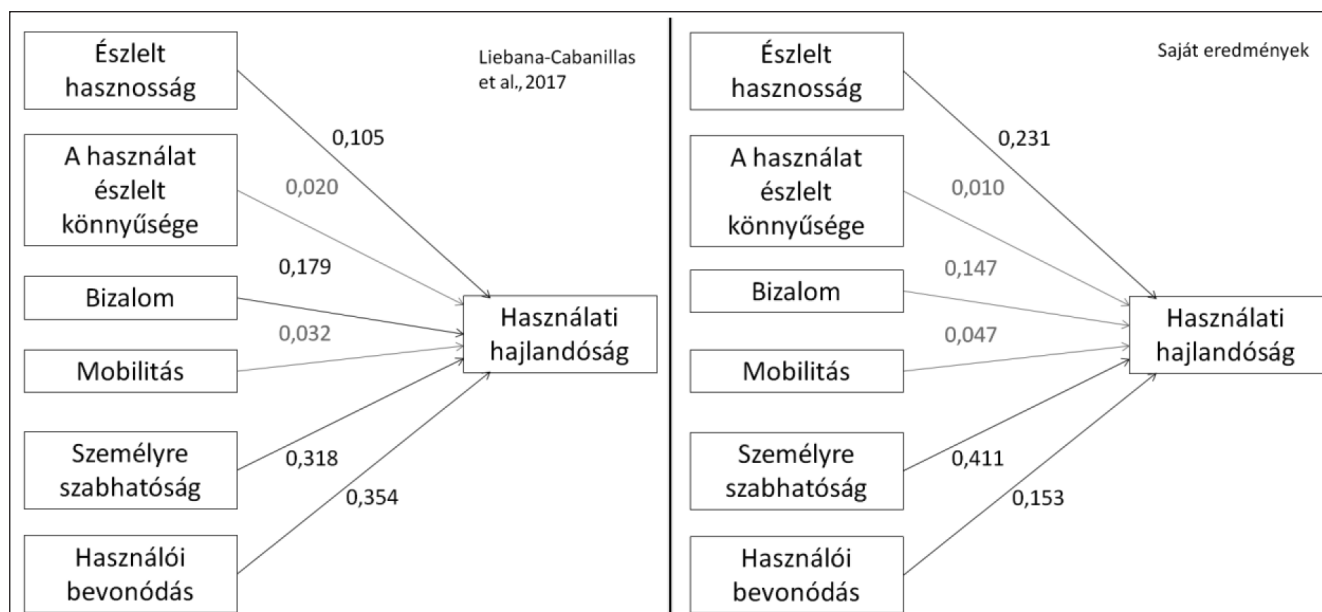 Észlelt
hasznosság
Liebana-Cabanillas
et al., 2017
0,105
A használat
észlelt
könnyűsége
0,020
0,179
Bizalom
0,032
Használati
hajlandóság
Mobilitás
Személyre
szabhatóság
0,318
0,354
Használói
bevonódás
Észlelt
hasznosság
Saját eredmények
0,231
A használat
észlelt
könnyűsége
0,010
0,147
Bizalom
0,047
Használati
hajlandóság
Mobilitás
Személyre
szabhatóság
0,411
0,153
Használói
bevonódás